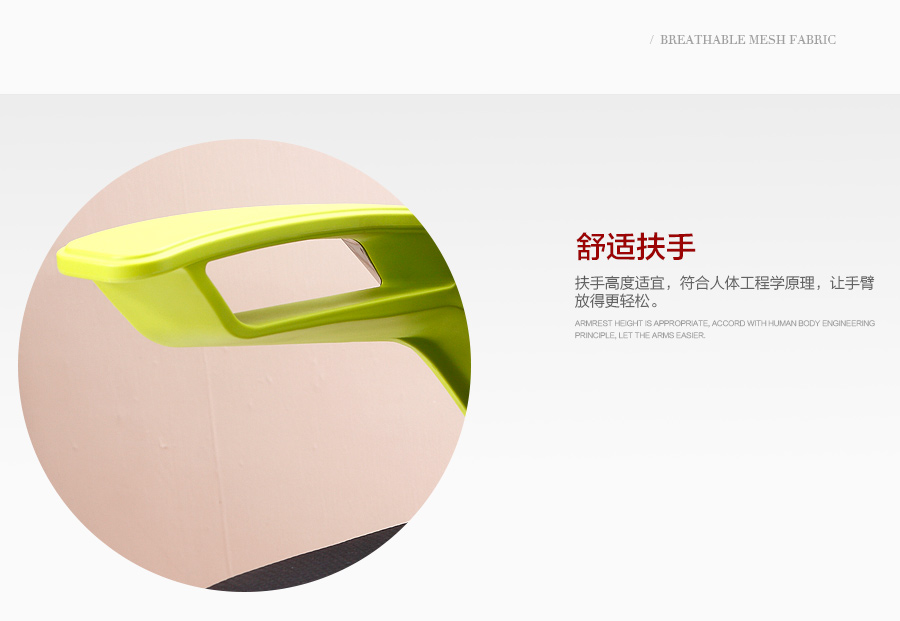 / BREATHABLE MESH FABRIC
舒适扶手
扶手高度适宜，符合人体工程学原理，让手臂
放得更轻松。
ARMREST HEIGHT IS APPROPRIATE, ACCORD WITH HUMAN BODY ENGINEERING
PRINCIPLE, LET THE ARMS EASIER.